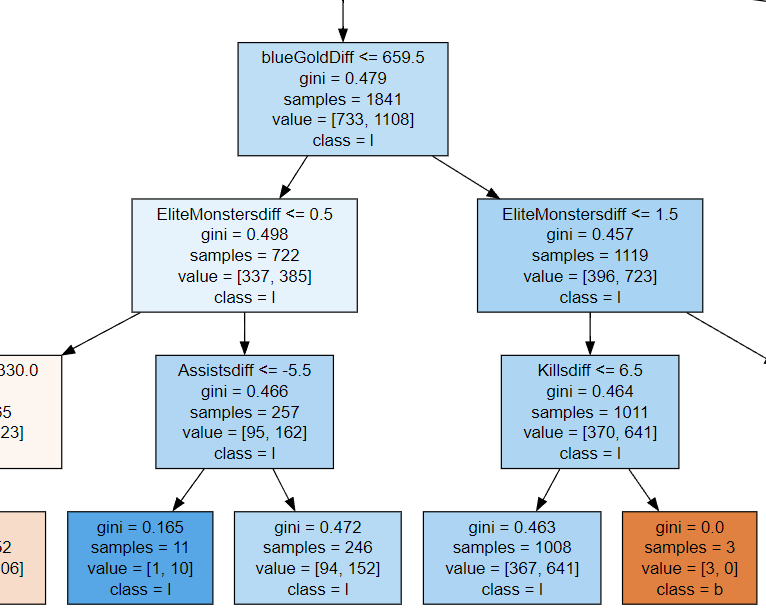 blueGoldDiff <= 659.5
gini = 0.479
samples = 1841
value = [733, 1108]
class = l
EliteMonstersdiff <= 0.5
gini = 0.498
samples = 722
value = [337, 385]
class = l
EliteMonstersdiff <= 1.5
gini = 0.457
samples = 1119
value = [396, 723]
class = l
330.0
65
23]
Assistsdiff <= -5.5
gini = 0.466
samples = 257
value = [95, 162]
class = l
Killsdiff <= 6.5
gini = 0.464
samples = 1011
value = [370, 641]
class = l
52
06]
gini = 0.165
samples = 11
value = [1, 10]
class = l
gini = 0.472
samples = 246
value = [94, 152]
class = l
gini = 0.463
samples = 1008
value = [367, 641]
class = l
gini = 0.0
samples = 3
value = [3, 0]
class = b